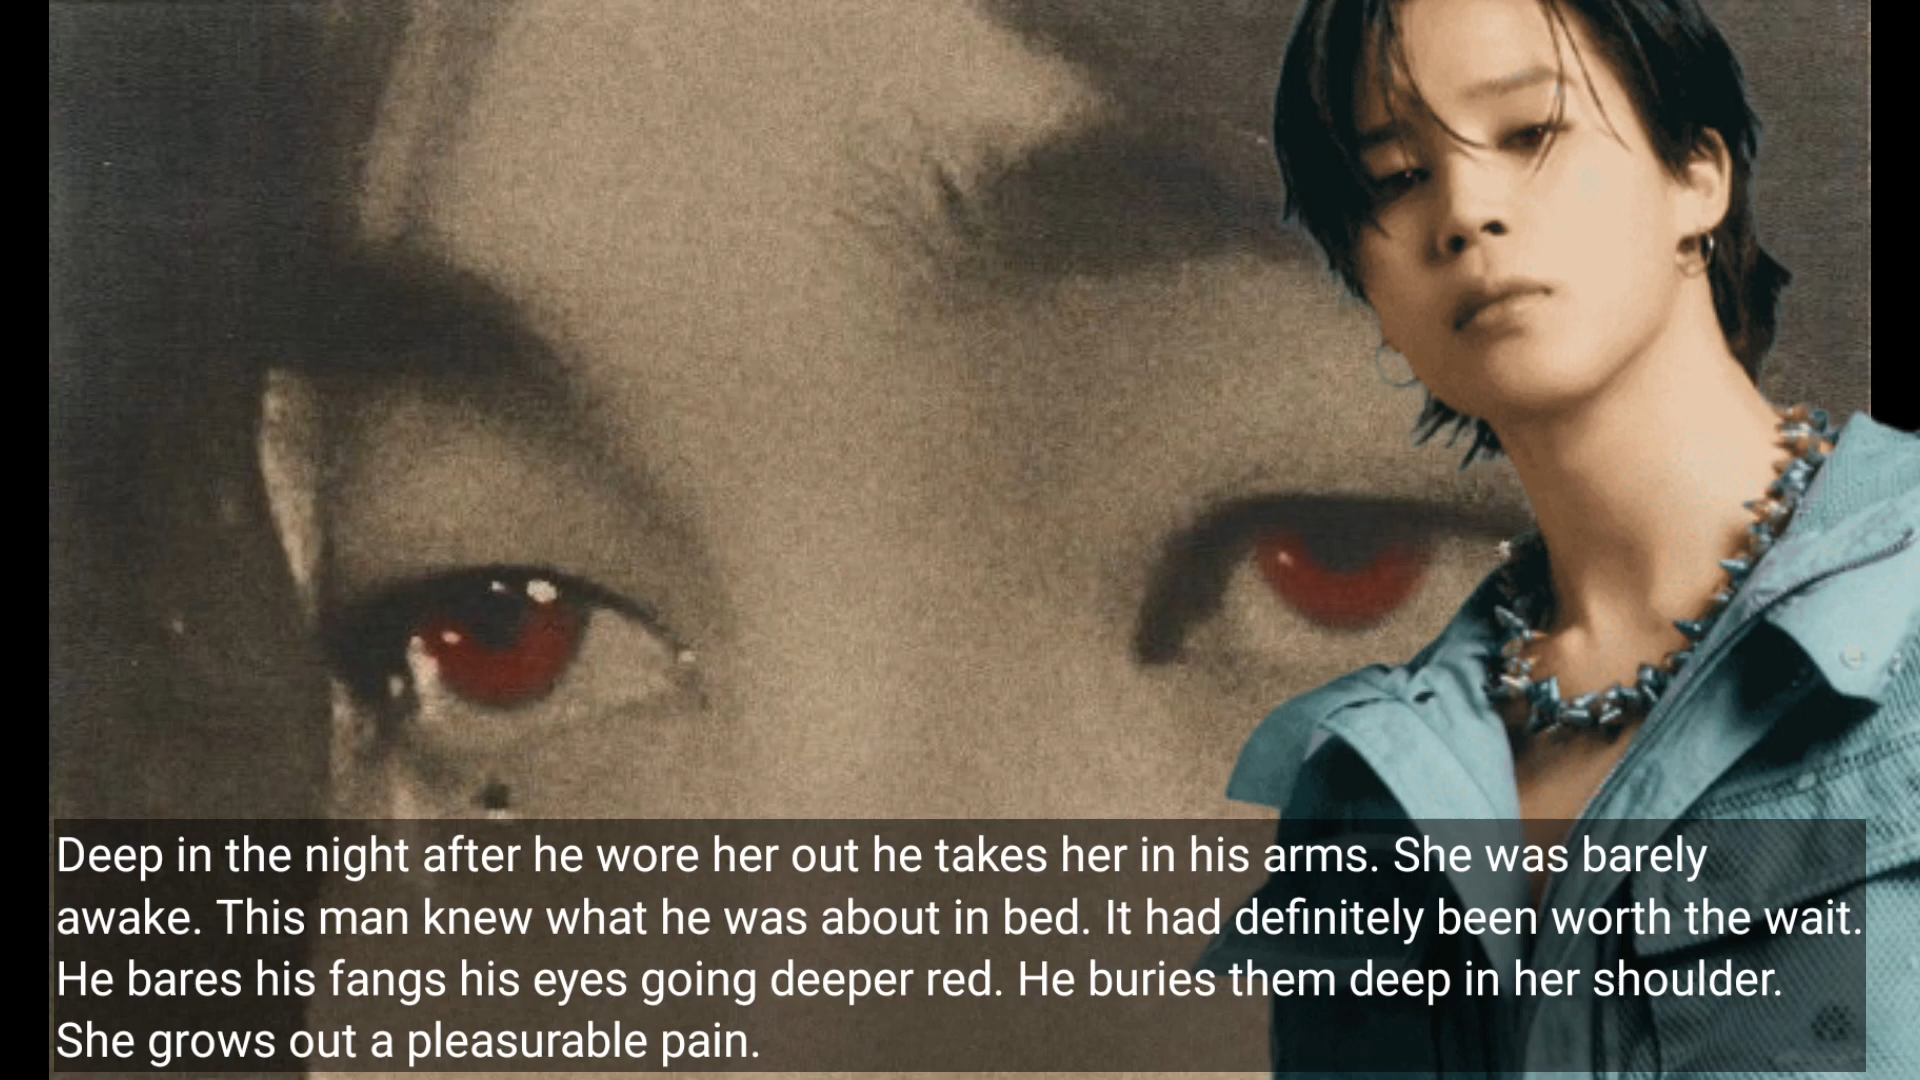 Deep in the night after he wore her out he takes her in his arms. She was barely
awake. This man knew what he was about in bed. It had definitely been worth the wait.
He bares his fangs his eyes going deeper red. He buries them deep in her shoulder.
She grows out a pleasurable pain.